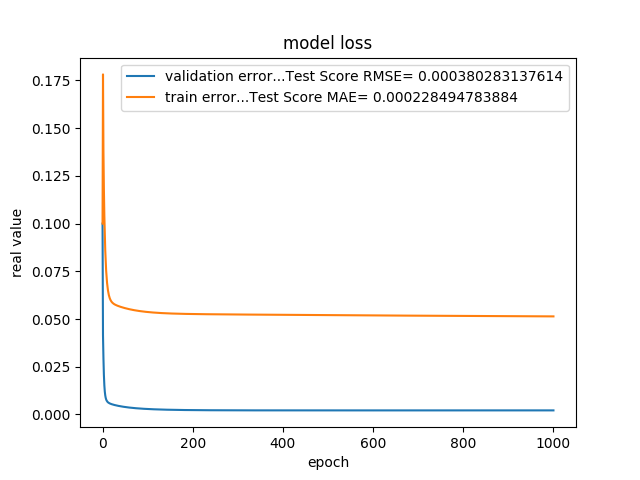 model loss
validation error...Test Score RMSE= 0.000380283137614
train error...Test Score MAE= 0.000228494783884
real value
0.175
0.150
0.125
0.100
0.075
0.050
0.025
0.000
0 200 400 600 800 1000
epoch